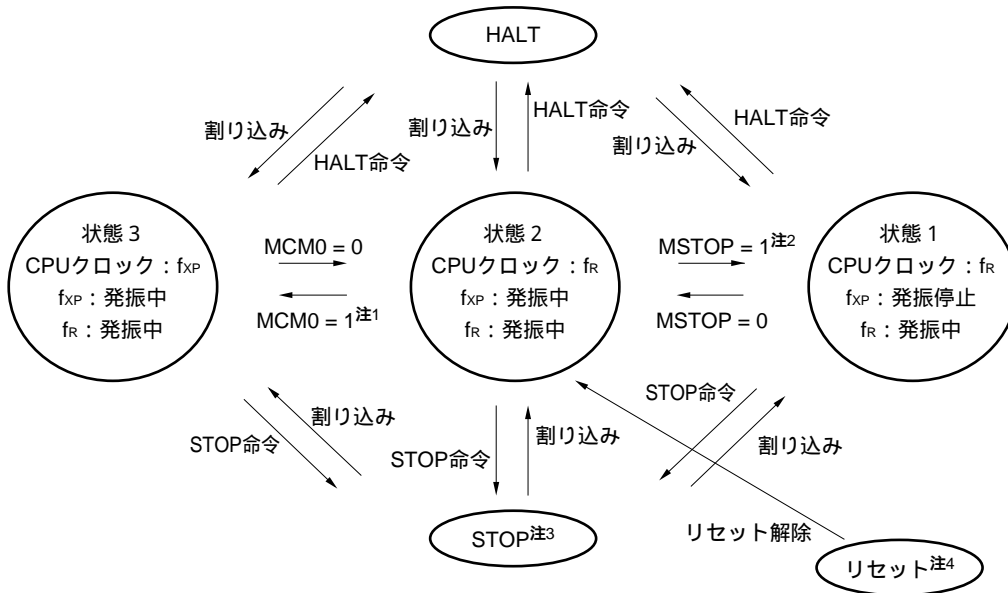 HALT
割り込み
HALT命令
割り込み
HALT命令
割り込み
HALT命令
状態3
CPUクロック：fXP
fXP：発振中
fR：発振中
MCM0 = 0
MCM0 = 1注1
状態2
CPUクロック：fR
fXP：発振中
fR：発振中
MSTOP = 1注2
MSTOP = 0
状態1
CPUクロック：fR
fXP：発振停止
fR：発振中
STOP命令
割り込み
STOP命令
割り込み
STOP命令
割り込み
STOP注3
リセット解除
リセット注4